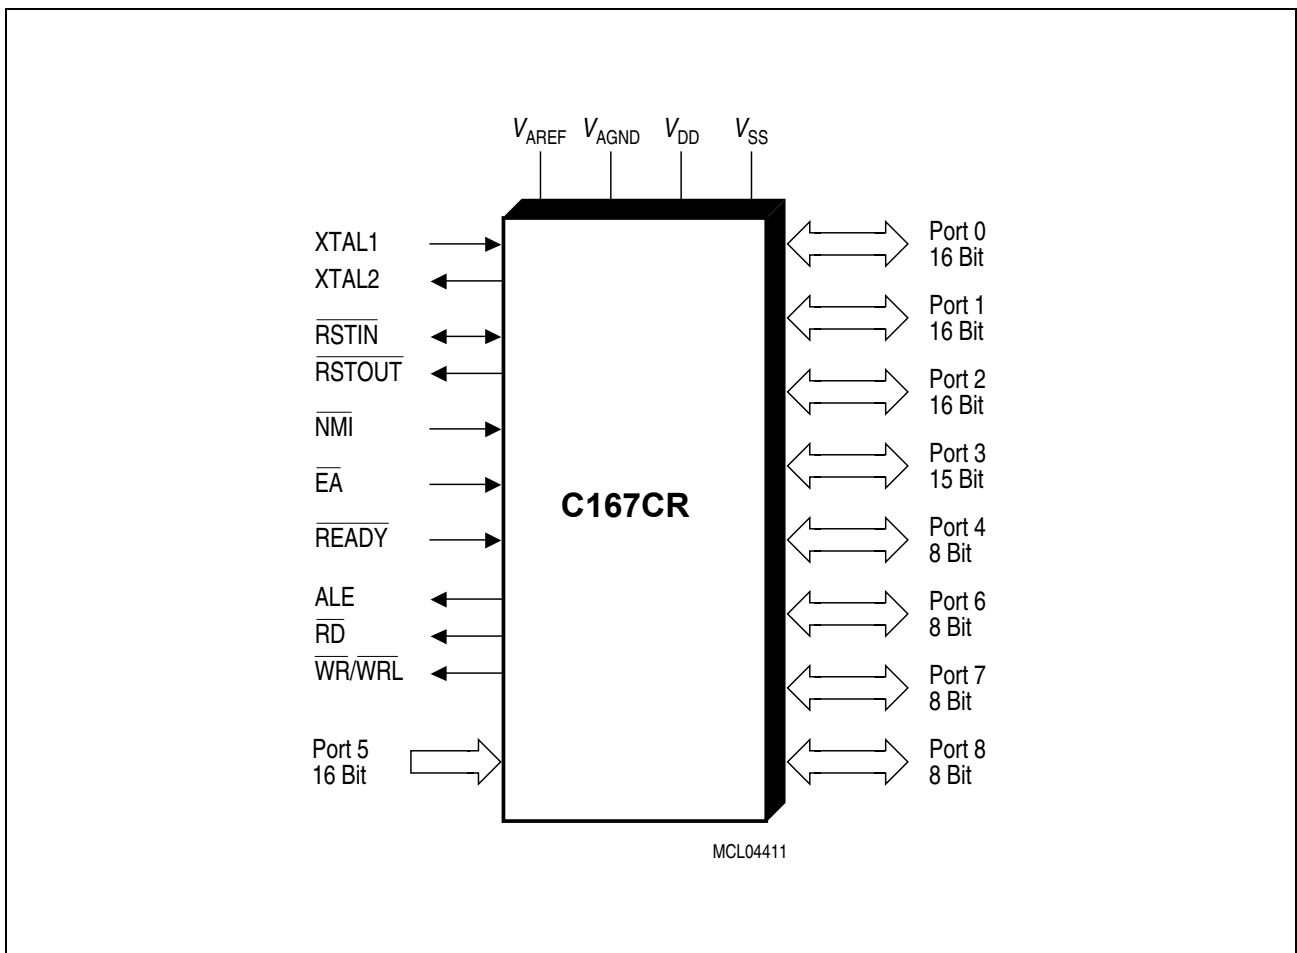 VAREF VAGND VDD VSS
XTAL1
XTAL2
RSTIN
RSTOUT
NMI
EA
READY
ALE
RD
WR/WRL
Port 5
16 Bit
C167CR
Port 0
16 Bit
Port 1
16 Bit
Port 2
16 Bit
Port 3
15 Bit
Port 4
8 Bit
Port 6
8 Bit
Port 7
8 Bit
Port 8
8 Bit
MCL04411